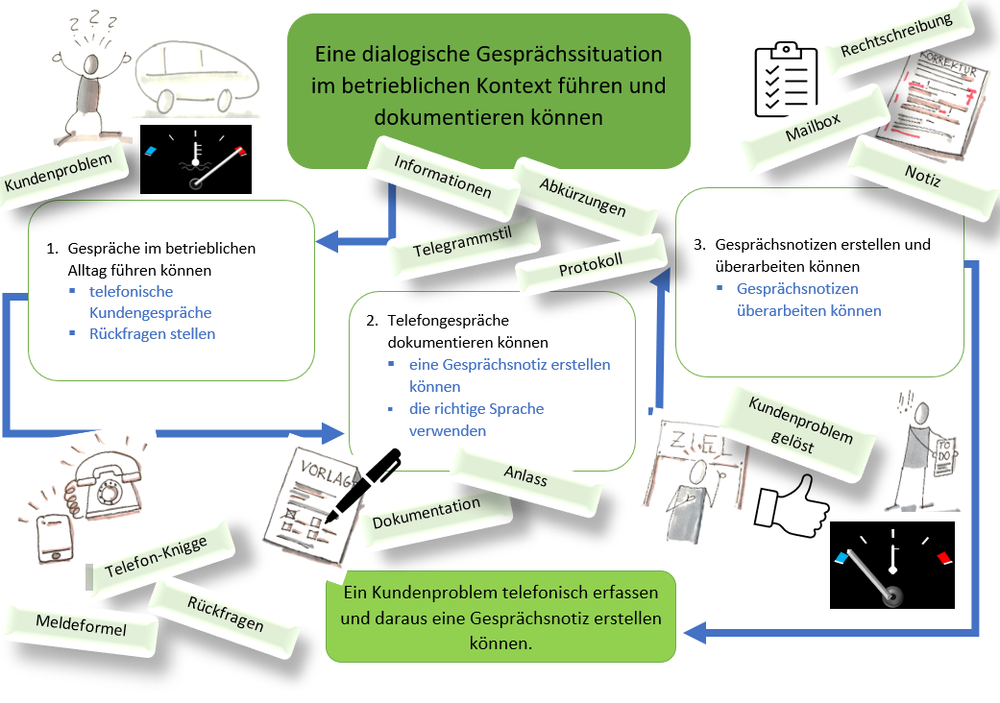 Eine dialogische Gesprächssituation
im betrieblichen Kontext führen und
dokumentieren können
? ? ?
Kundenproblem
Informationen
Abkürzungen
Telegrammstil
Protokoll
Rechtschreibung
KORREKTUR
Mailbox
Notiz
1. Gespräche im betrieblichen
Alltag führen können
▪ telefonische
Kundengespräche
▪ Rückfragen stellen
2. Telefongespräche
dokumentieren können
▪ eine Gesprächsnotiz erstellen
können
▪ die richtige Sprache
verwenden
3. Gesprächsnotizen erstellen und
überarbeiten können
▪ Gesprächsnotizen
überarbeiten können
Telefon-Knigge
Meldeformel
Rückfragen
VORLAGE
Dokumentation
Anlass
ZIEL
Kundenproblem
gelöst
TO
DO
Ein Kundenproblem telefonisch erfassen
und daraus eine Gesprächsnotiz erstellen
können.